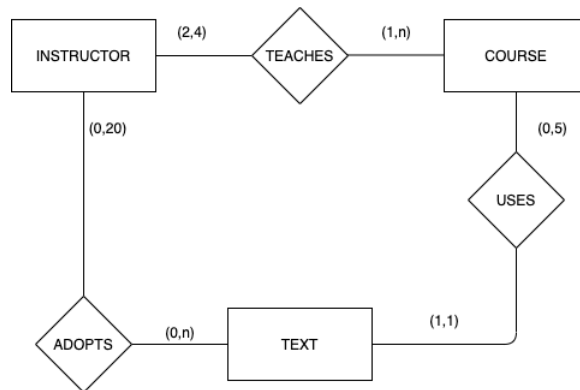 (2,4)
(1,n)
INSTRUCTOR
TEACHES
COURSE
(0,20)
(0,5)
USES
(0,n)
(1,1)
ADOPTS
TEXT